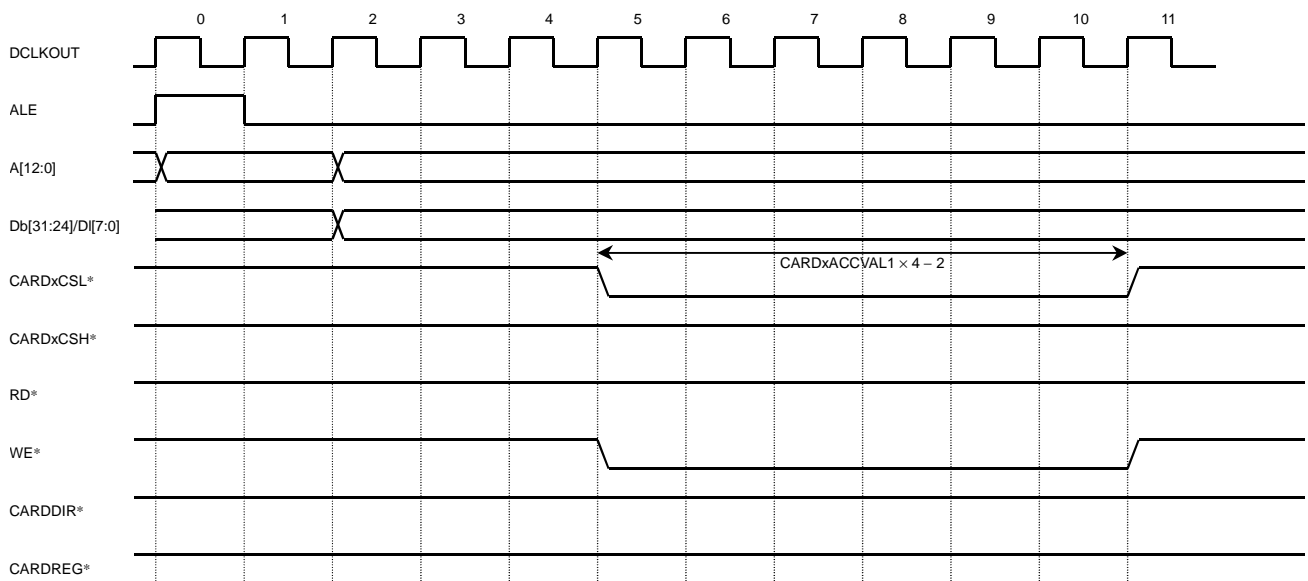 0 1 2 3 4 5 6 7 8 9 10 11
DCLKOUT
ALE
A[12:0]
Db[31:24]/Dl[7:0]
CARDxACCVAL1 × 4 – 2
CARDxCSL*
CARDxCSH*
RD*
WE*
CARDDIR*
CARDREG*